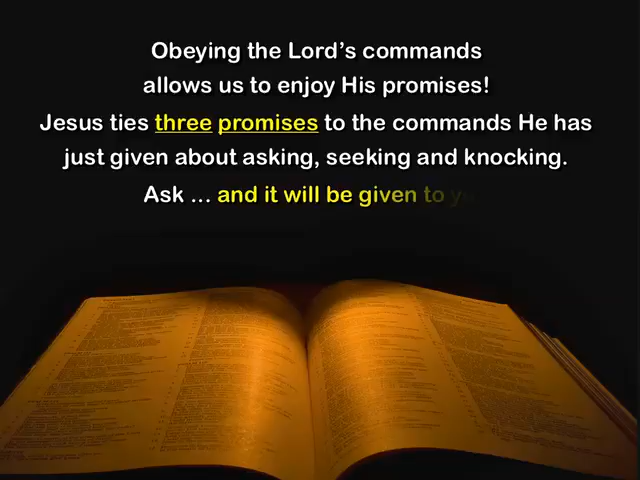 Obeying the Lord's commands
allows us to enjoy His promises!
Jesus ties three promises to the commands He has
just given about asking, seeking and knocking.
Ask ... and it will be given to